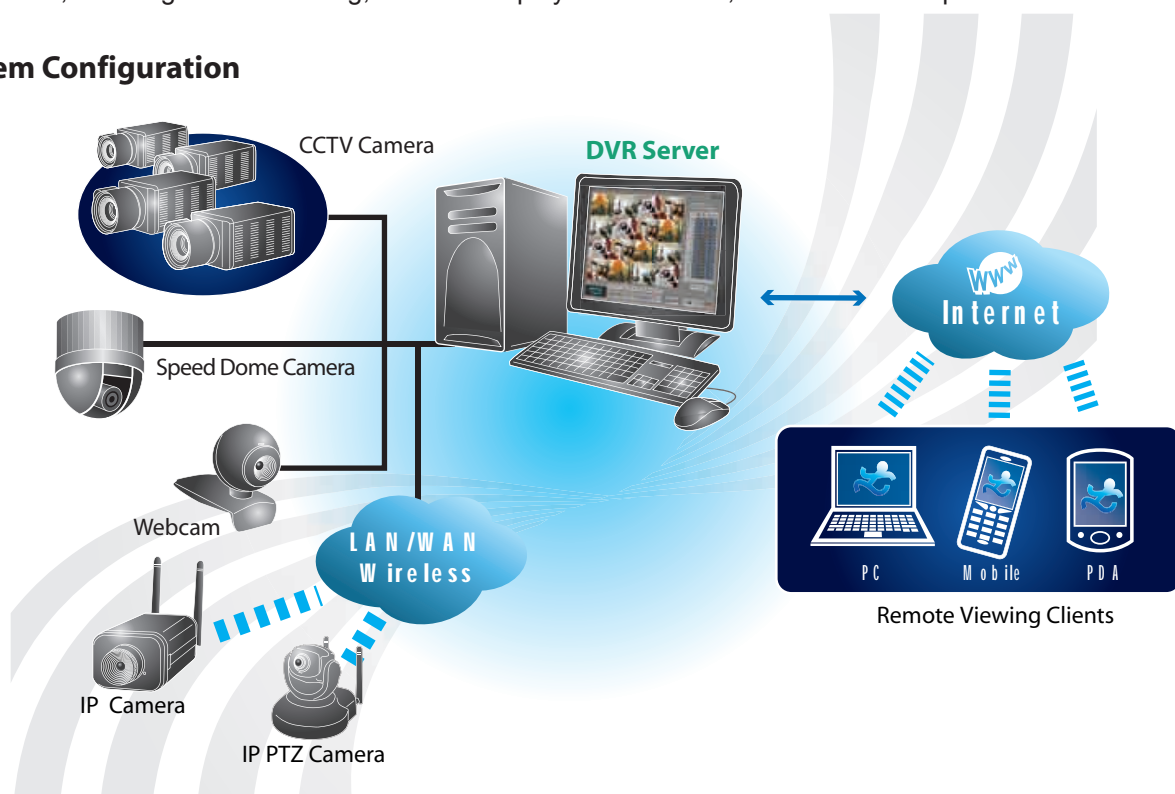 em Configuration
CCTV Camera
DVR Server
www
Internet
Speed Dome Camera
Webcam
LAN/WAN
Wireless
PC
Mobile
PDA
Remote Viewing Clients
IP Camera
IP PTZ Camera